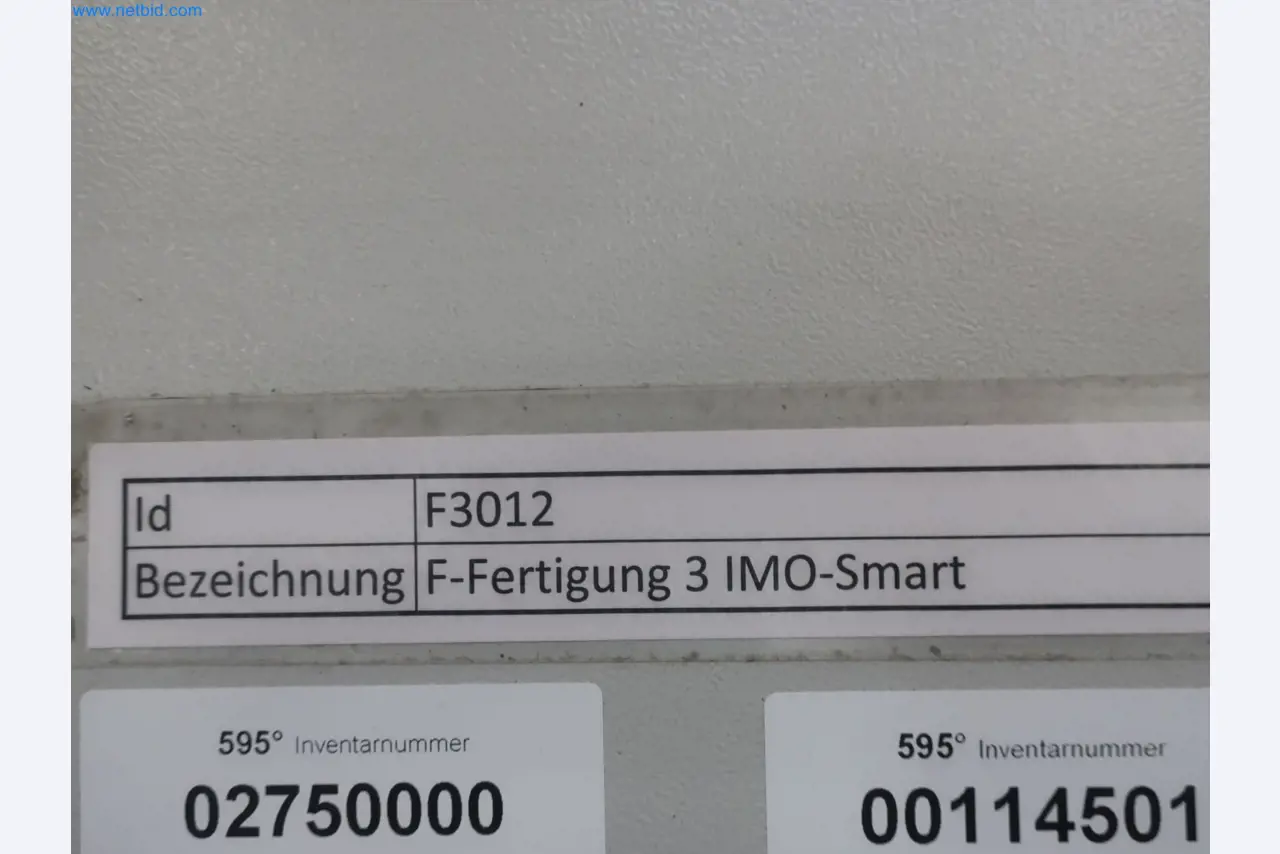 www.netbid.com
Id F3012
Bezeichnung F-Fertigung 3 IMO-Smart
595° Inventarnummer
02750000
595° Inventarnummer
00114501